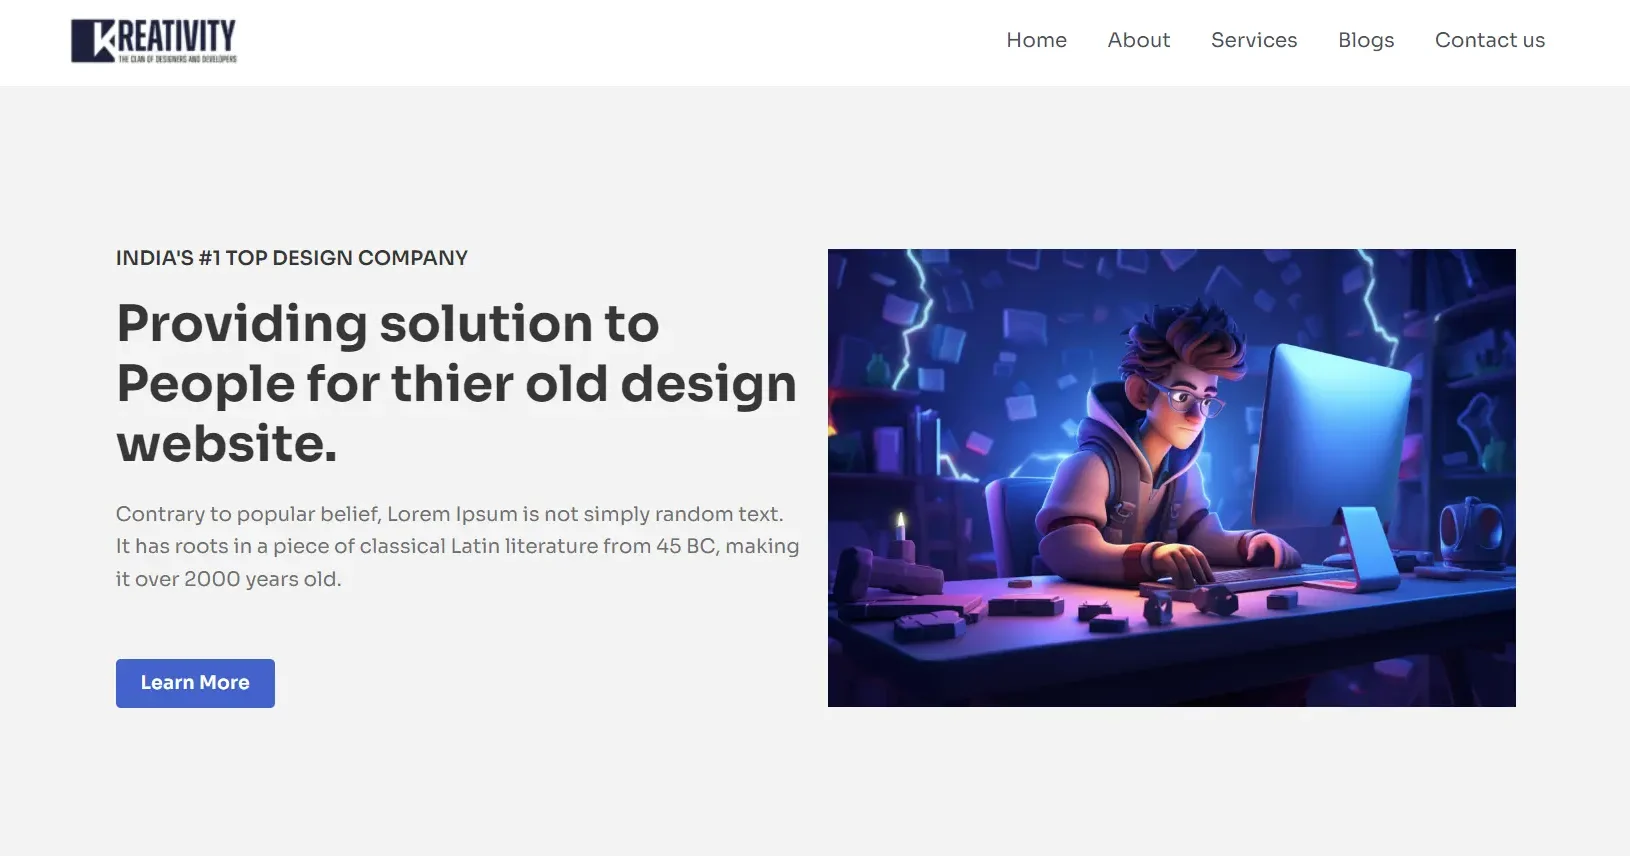 KREATIVITY
THE CLAN OF DESIGNERS AND DEVELOPERS
Home About Services Blogs Contact us
INDIA'S #1 TOP DESIGN COMPANY
Providing solution to
People for thier old design
website.
Contrary to popular belief, Lorem Ipsum is not simply random text.
It has roots in a piece of classical Latin literature from 45 BC, making
it over 2000 years old.
Learn More